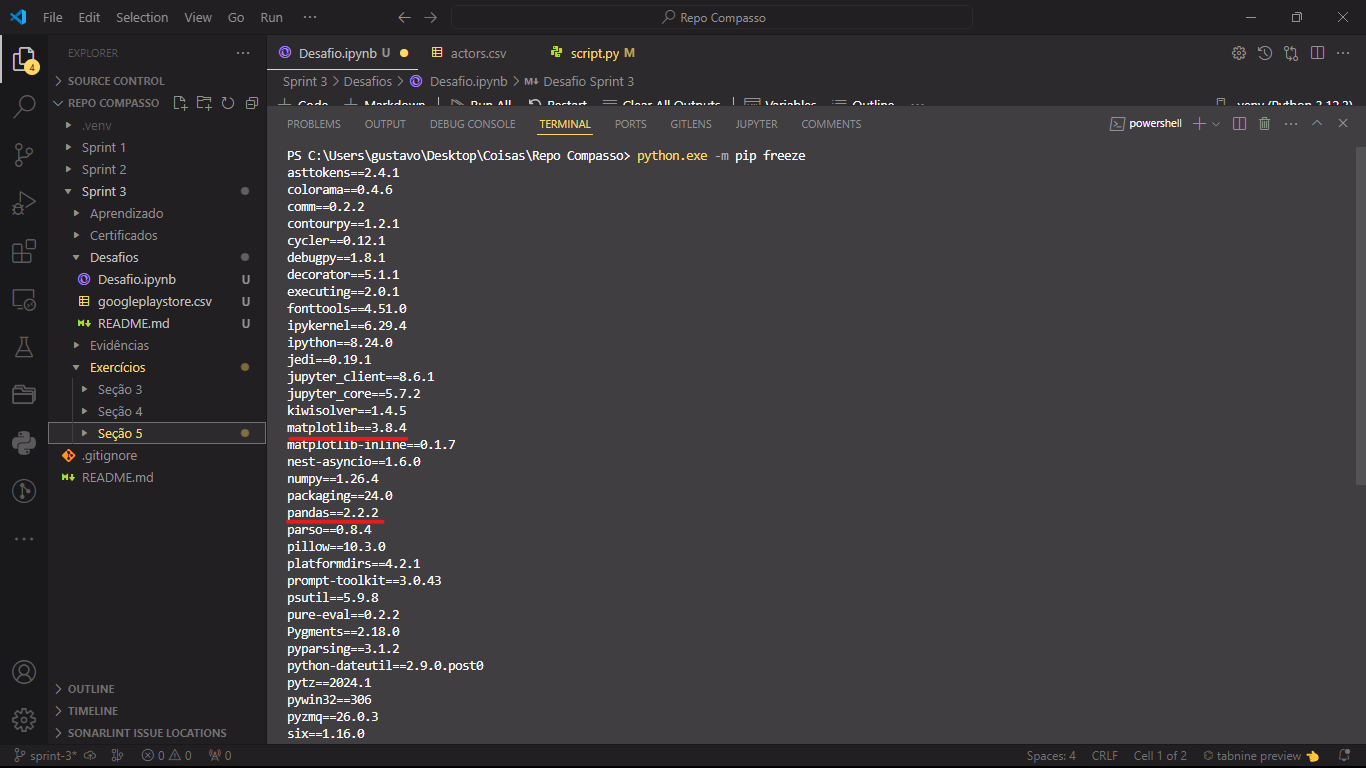 File Edit Selection View Go Run ··· Repo Compasso
EXPLORER ···
4
SOURCE CONTROL
REPO COMPASSO
.venv
Sprint 1
Sprint 2
Sprint 3
Aprendizado
Certificados
Desafios
Desafio.ipynb U
googleplaystore.csv U
README.md U
Evidências
Exercícios
Seção 3
Seção 4
Seção 5
.gitignore
README.md
OUTLINE
TIMELINE
SONARLINT ISSUE LOCATIONS
Desafio.ipynb U actors.csv script.py M
Sprint 3 > Desafios > Desafio.ipynb > Desafio Sprint 3
Code Markdown Run All Restart Clear All Outputs Variables Outline ··· .venv (Python 3.12.2)
PROBLEMS OUTPUT DEBUG CONSOLE TERMINAL PORTS GITLENS JUPYTER COMMENTS powershell
PS C:\Users\gustavo\Desktop\Coisas\Repo Compasso> python.exe -m pip freeze
asttokens==2.4.1
colorama==0.4.6
comm==0.2.2
contourpy==1.2.1
cycler==0.12.1
debugpy==1.8.1
decorator==5.1.1
executing==2.0.1
fonttools==4.51.0
ipykernel==6.29.4
ipython==8.24.0
jedi==0.19.1
jupyter_client==8.6.1
jupyter_core==5.7.2
kiwisolver==1.4.5
matplotlib==3.8.4
matplotlib-inline==0.1.7
nest-asyncio==1.6.0
numpy==1.26.4
packaging==24.0
pandas==2.2.2
parso==0.8.4
pillow==10.3.0
platformdirs==4.2.1
prompt-toolkit==3.0.43
psutil==5.9.8
pure-eval==0.2.2
Pygments==2.18.0
pyparsing==3.1.2
python-dateutil==2.9.0.post0
pytz==2024.1
pywin32==306
pyzmq==26.0.3
six==1.16.0
sprint-3* 0 0 0 Spaces: 4 CRLF Cell 1 of 2 tabnine preview